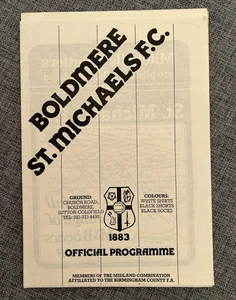 BOLDMERE
ST. MICHAELS F.C.
GROUND:
CHURCH ROAD,
BOLDMERE,
SUTTON COLDFIELD
COLOURS:
WHITE SHIRTS
BLACK SHORTS
BLACK SOCKS
1883
OFFICIAL PROGRAMME
MEMBERS OF THE MIDLAND COMBINATION
AFFILIATED TO THE BIRMINGHAM COUNTY F.A.